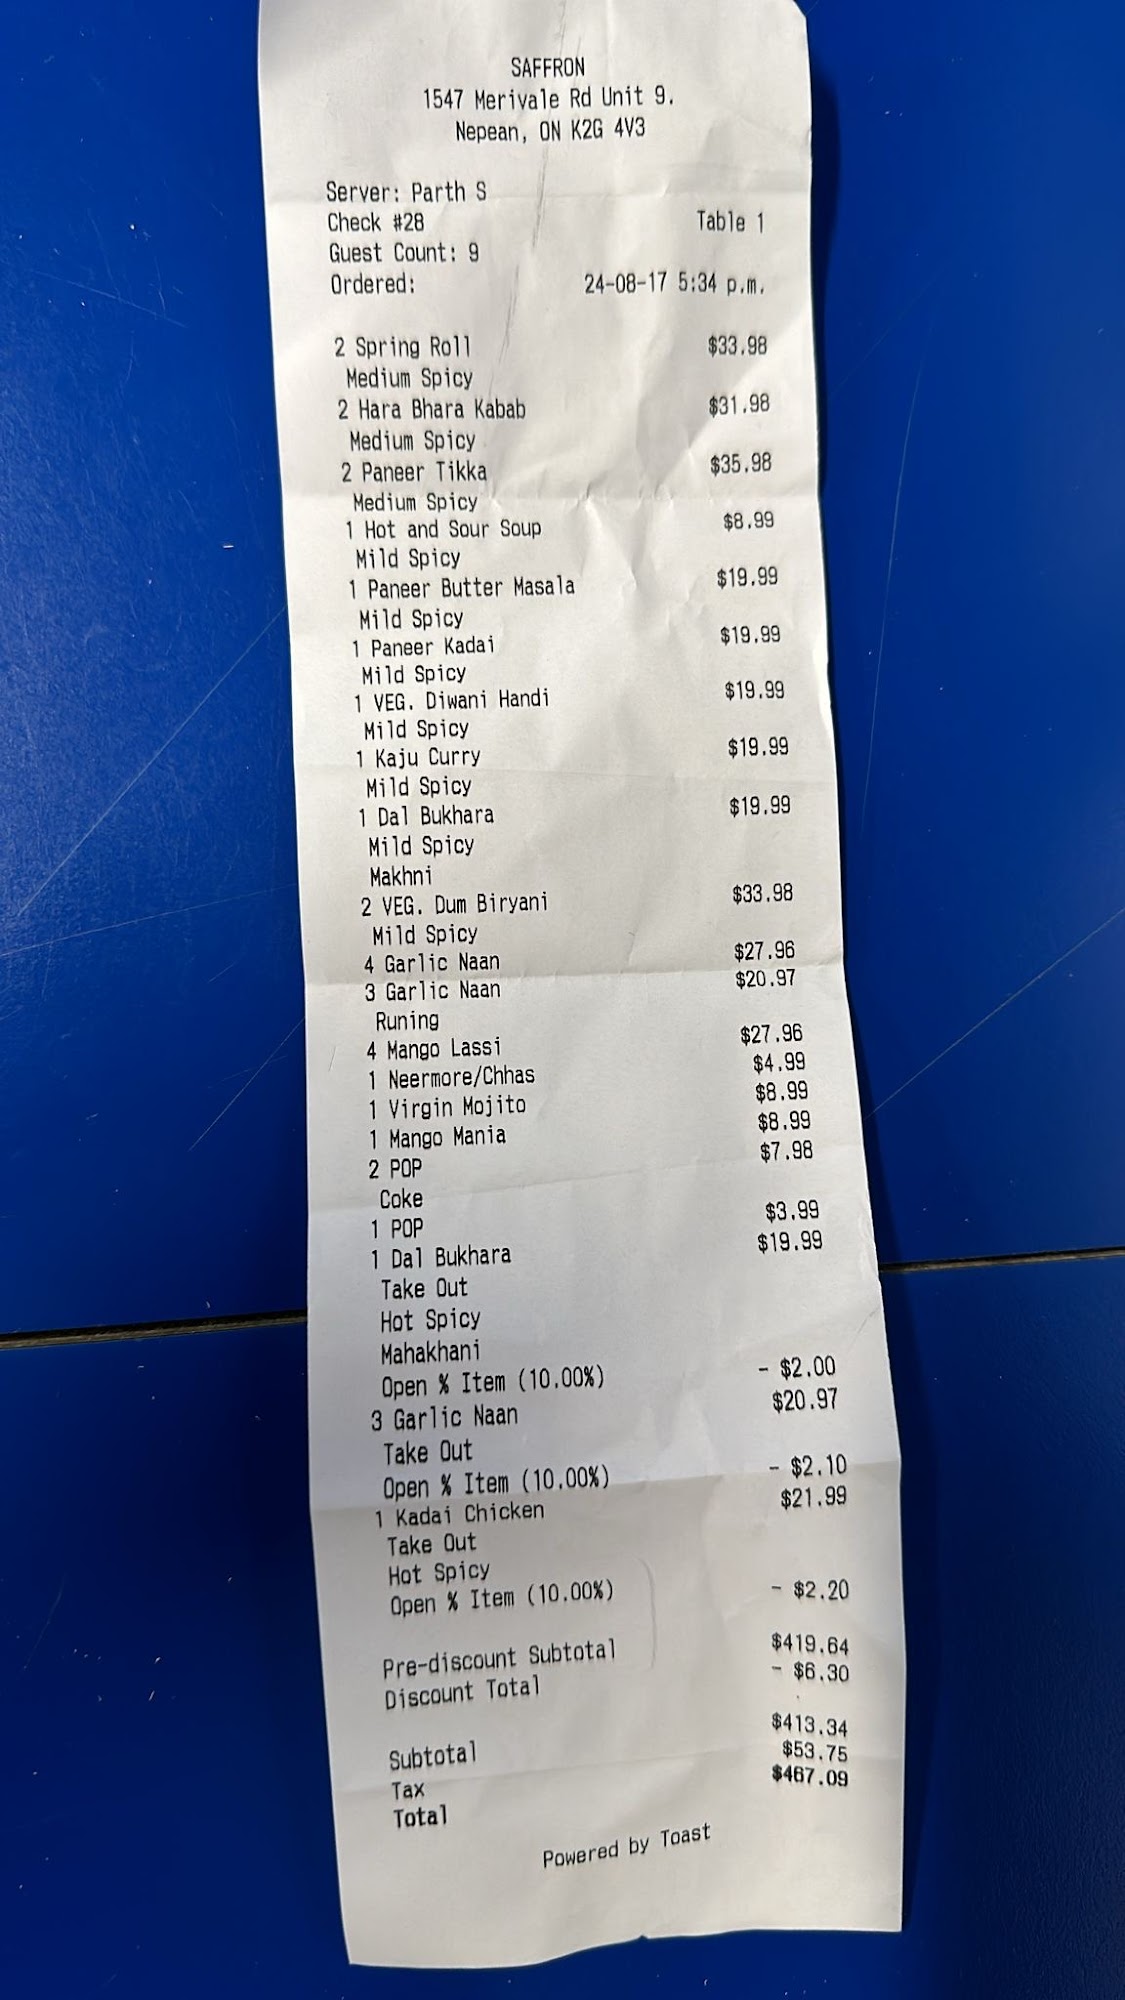 SAFFRON
1547 Merivale Rd Unit 9.
Nepean, ON K2G 4V3
Server: Parth S
Check #28 Table 1
Guest Count: 9
Ordered: 24-08-17 5:34 p.m.
2 Spring Roll $33.98
Medium Spicy
2 Hara Bhara Kabab $31.98
Medium Spicy
2 Paneer Tikka $35.98
Medium Spicy
1 Hot and Sour Soup $8.99
Mild Spicy
1 Paneer Butter Masala $19.99
Mild Spicy
1 Paneer Kadai $19.99
Mild Spicy
1 VEG. Diwani Handi $19.99
Mild Spicy
1 Kaju Curry $19.99
Mild Spicy
1 Dal Bukhara $19.99
Mild Spicy
Makhni
2 VEG. Dum Biryani $33.98
Mild Spicy
4 Garlic Naan $27.96
3 Garlic Naan $20.97
Runing
4 Mango Lassi $27.96
1 Neermore/Chhas $4.99
1 Virgin Mojito $8.99
1 Mango Mania $8.99
2 POP $7.98
Coke
1 POP $3.99
1 Dal Bukhara $19.99
Take Out
Hot Spicy
Mahakhani
Open % Item (10.00%) - $2.00
3 Garlic Naan $20.97
Take Out
Open % Item (10.00%) - $2.10
1 Kadai Chicken $21.99
Take Out
Hot Spicy
Open % Item (10.00%) - $2.20
Pre-discount Subtotal $419.64
Discount Total - $6.30
Subtotal $413.34
Tax $53.75
Total $467.09
Powered by Toast